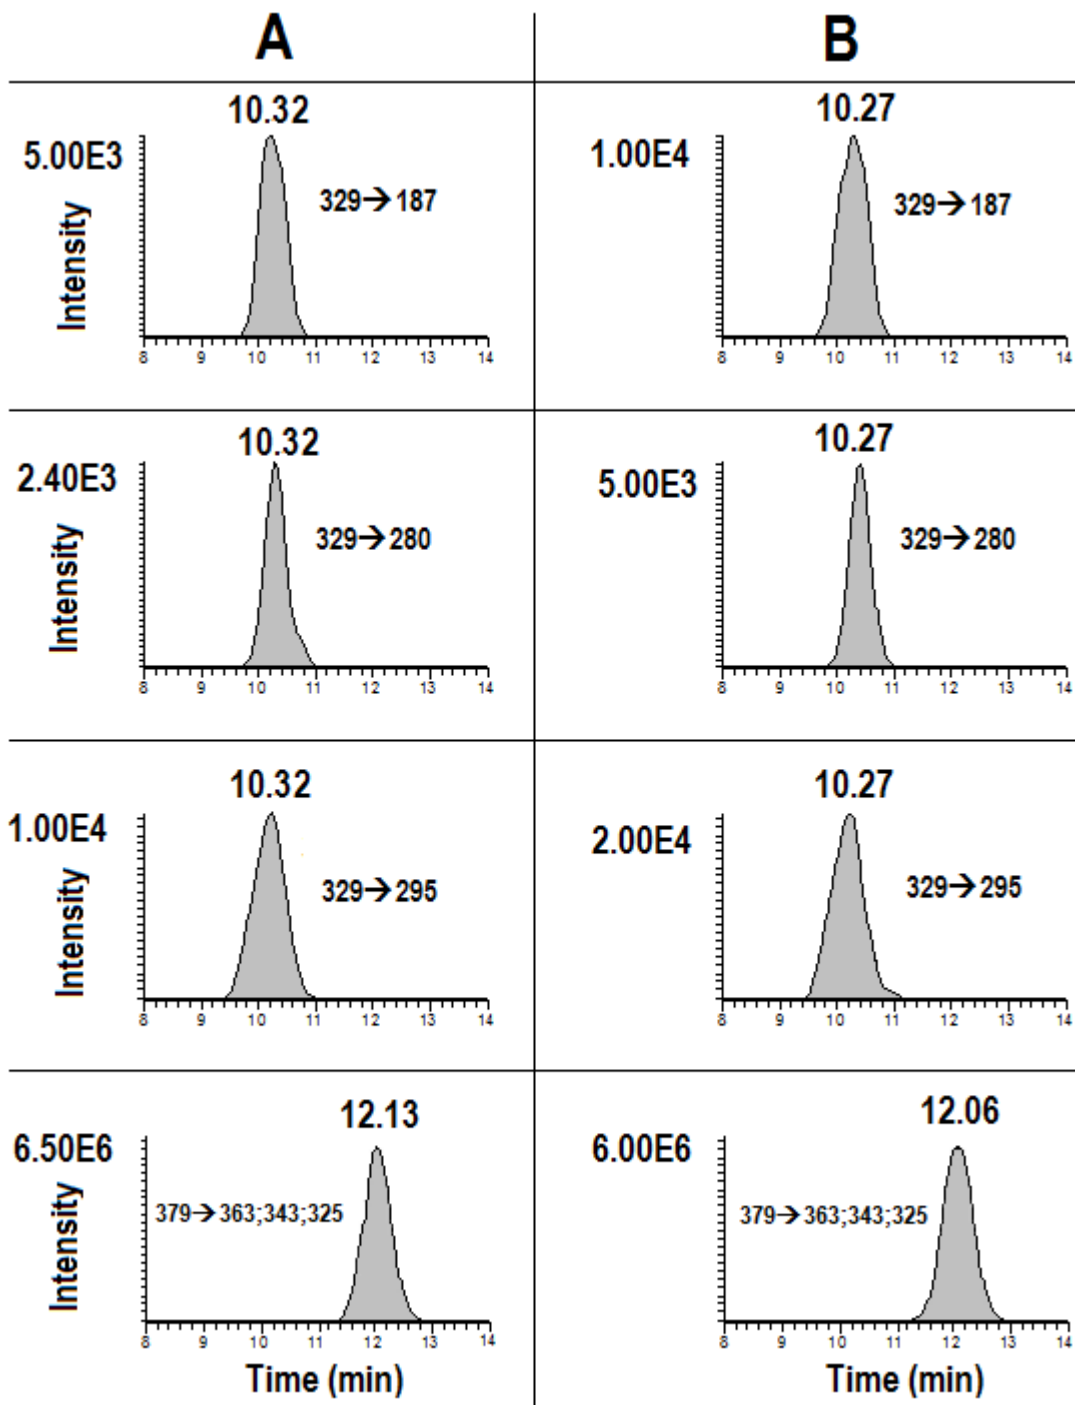 A
B
10.32
5.00E3
329→187
Intensity
8 9 10 11 12 13 14
10.27
1.00E4
329→187
8 9 10 11 12 13 14
10.32
2.40E3
329→280
Intensity
8 9 10 11 12 13 14
10.27
5.00E3
329→280
8 9 10 11 12 13 14
10.32
1.00E4
329→295
Intensity
8 9 10 11 12 13 14
10.27
2.00E4
329→295
8 9 10 11 12 13 14
12.13
6.50E6
379→363;343;325
Intensity
8 9 10 11 12 13 14
Time (min)
12.06
6.00E6
379→363;343;325
8 9 10 11 12 13 14
Time (min)